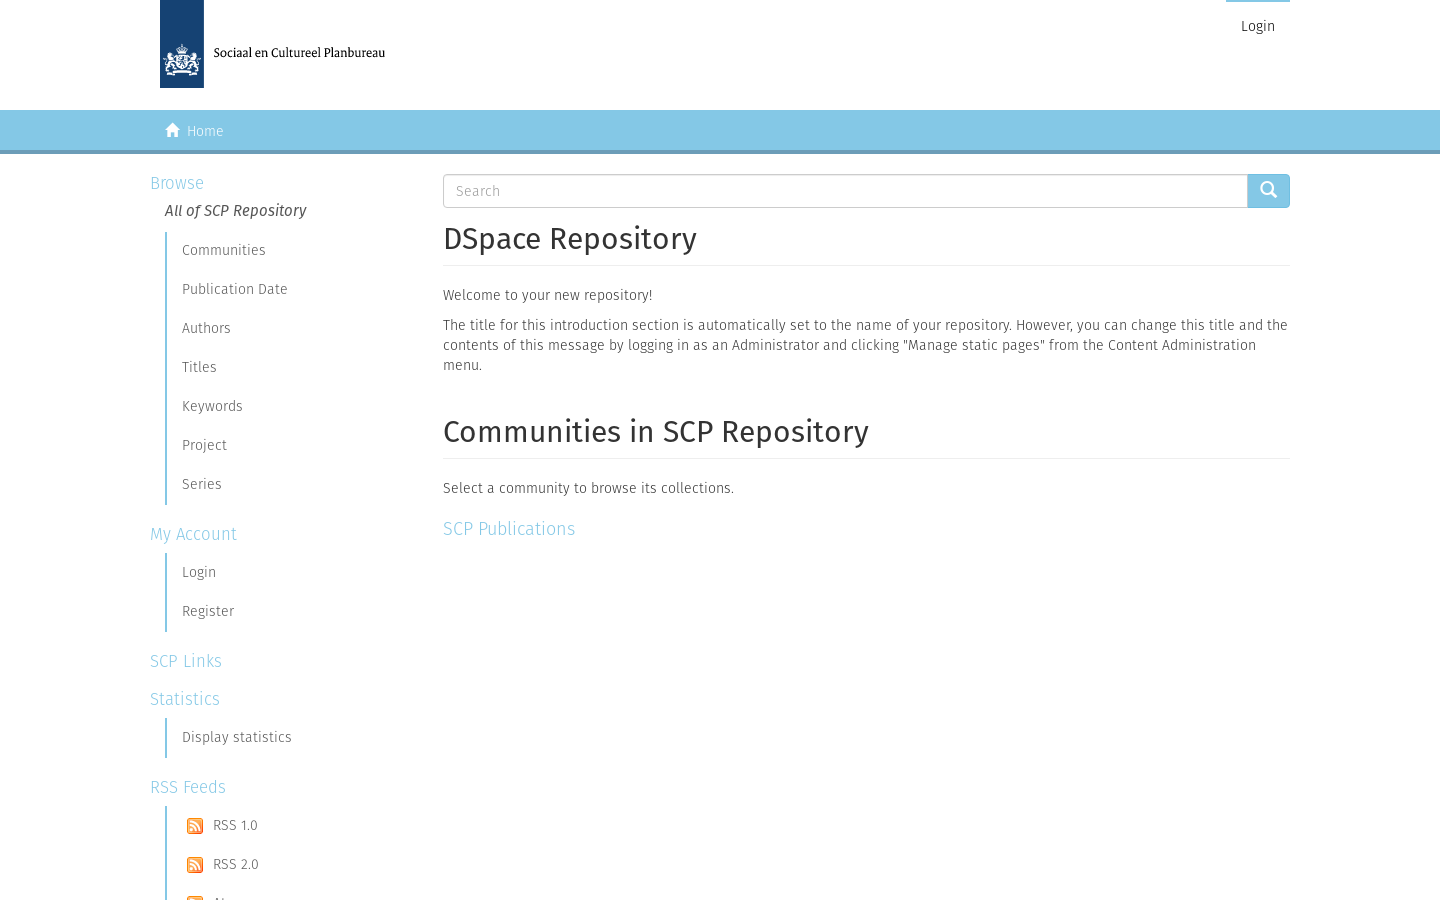 Sociaal en Cultureel Planbureau
Login
Home
Browse
All of SCP Repository
Communities
Publication Date
Authors
Titles
Keywords
Project
Series
My Account
Login
Register
SCP Links
Statistics
Display statistics
RSS Feeds
RSS 1.0
RSS 2.0
Search
DSpace Repository
Welcome to your new repository!
The title for this introduction section is automatically set to the name of your repository. However, you can change this title and the
contents of this message by logging in as an Administrator and clicking "Manage static pages" from the Content Administration
menu.
Communities in SCP Repository
Select a community to browse its collections.
SCP Publications